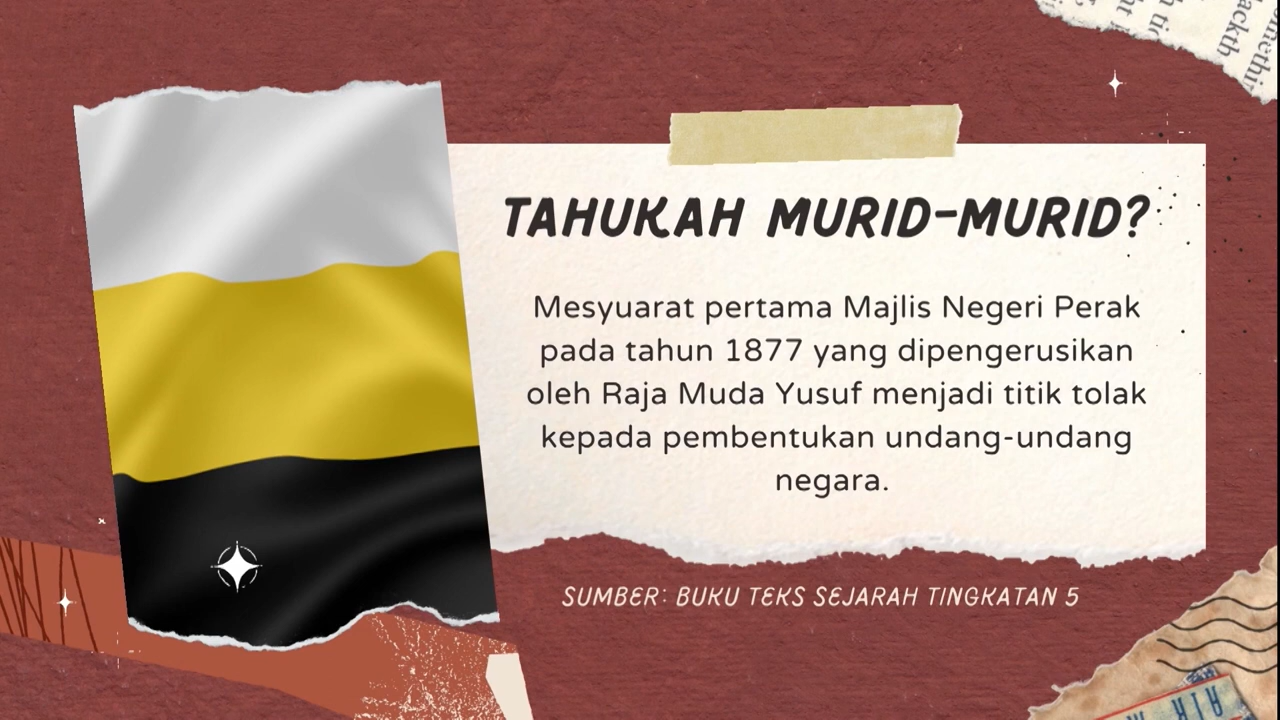 TAHUKAH MURID-MURID?
Mesyuarat pertama Majlis Negeri Perak
pada tahun 1877 yang dipengerusikan
oleh Raja Muda Yusuf menjadi titik tolak
kepada pembentukan undang-undang
negara.
SUMBER: BUKU TEKS SEJARAH TINGKATAN 5